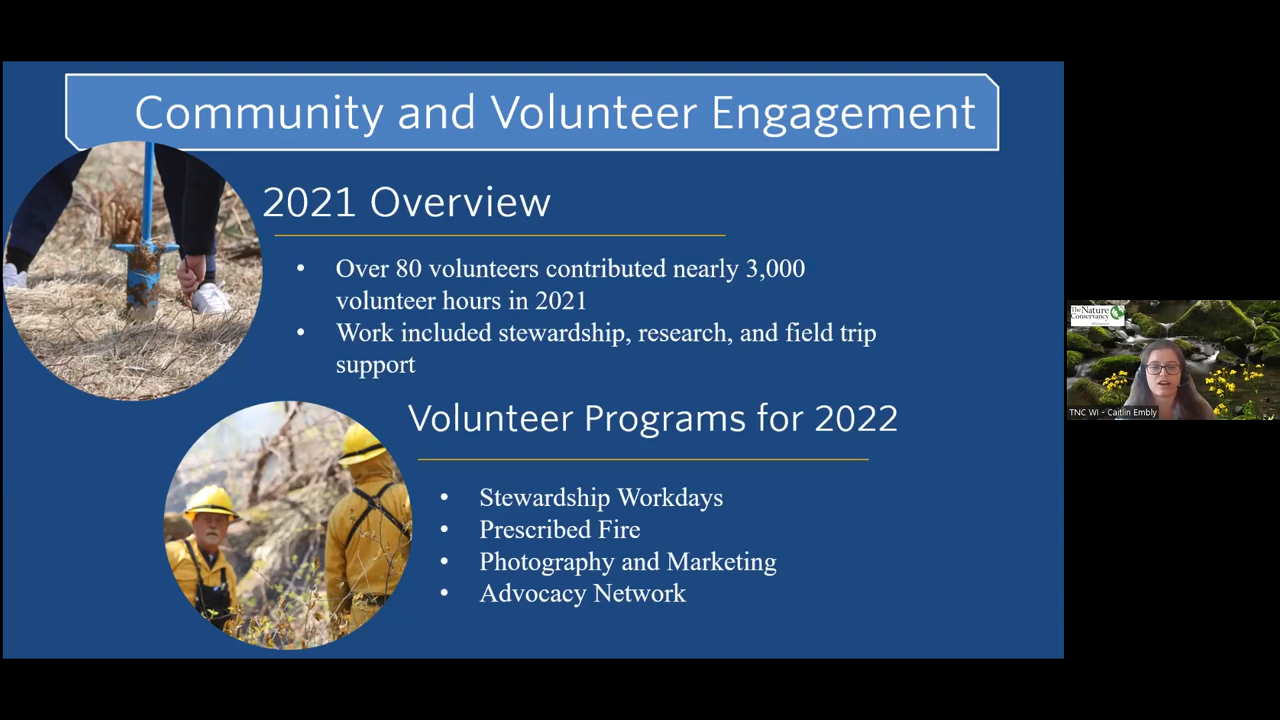 Community and Volunteer Engagement
2021 Overview
• Over 80 volunteers contributed nearly 3,000
volunteer hours in 2021
• Work included stewardship, research, and field trip
support
Volunteer Programs for 2022
• Stewardship Workdays
• Prescribed Fire
• Photography and Marketing
• Advocacy Network
The Nature
Conservancy
TNC WI - Caitlin Embly